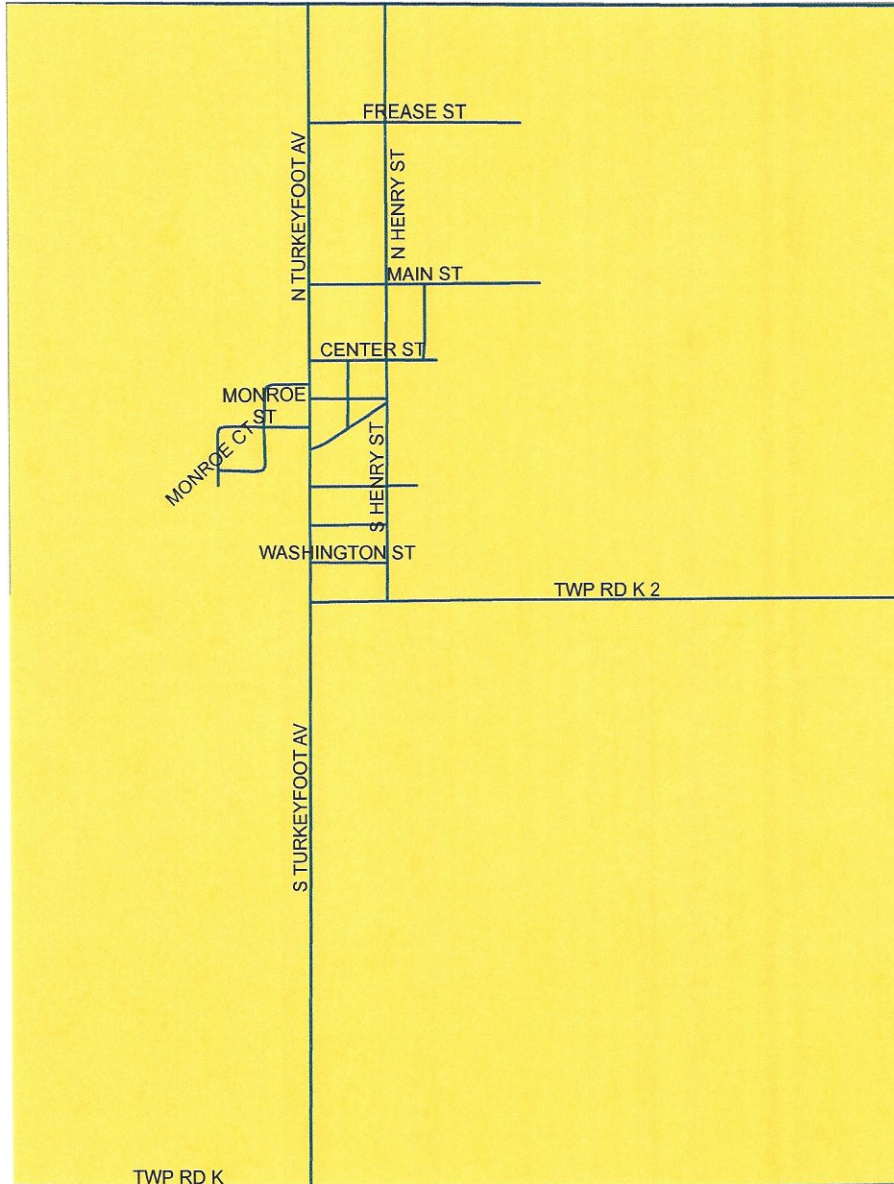 FREASE ST
N TURKEYFOOT AV
N HENRY ST
MAIN ST
CENTER ST
MONROE
ST
MONROE CT
S HENRY ST
WASHINGTON ST
TWP RD K 2
S TURKEYFOOT AV
TWP RD K